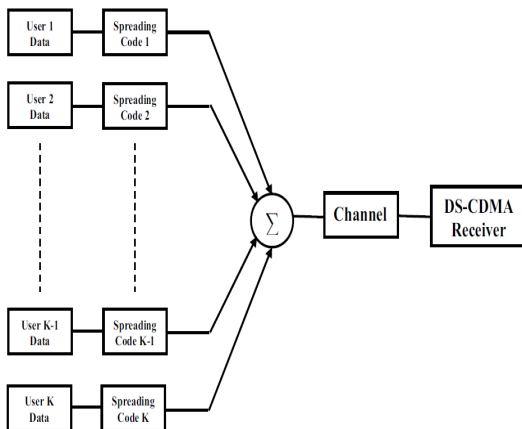 User 1
Data
Spreading
Code 1
User 2
Data
Spreading
Code 2
Σ
Channel
DS-CDMA
Receiver
User K-1
Data
Spreading
Code K-1
User K
Data
Spreading
Code K